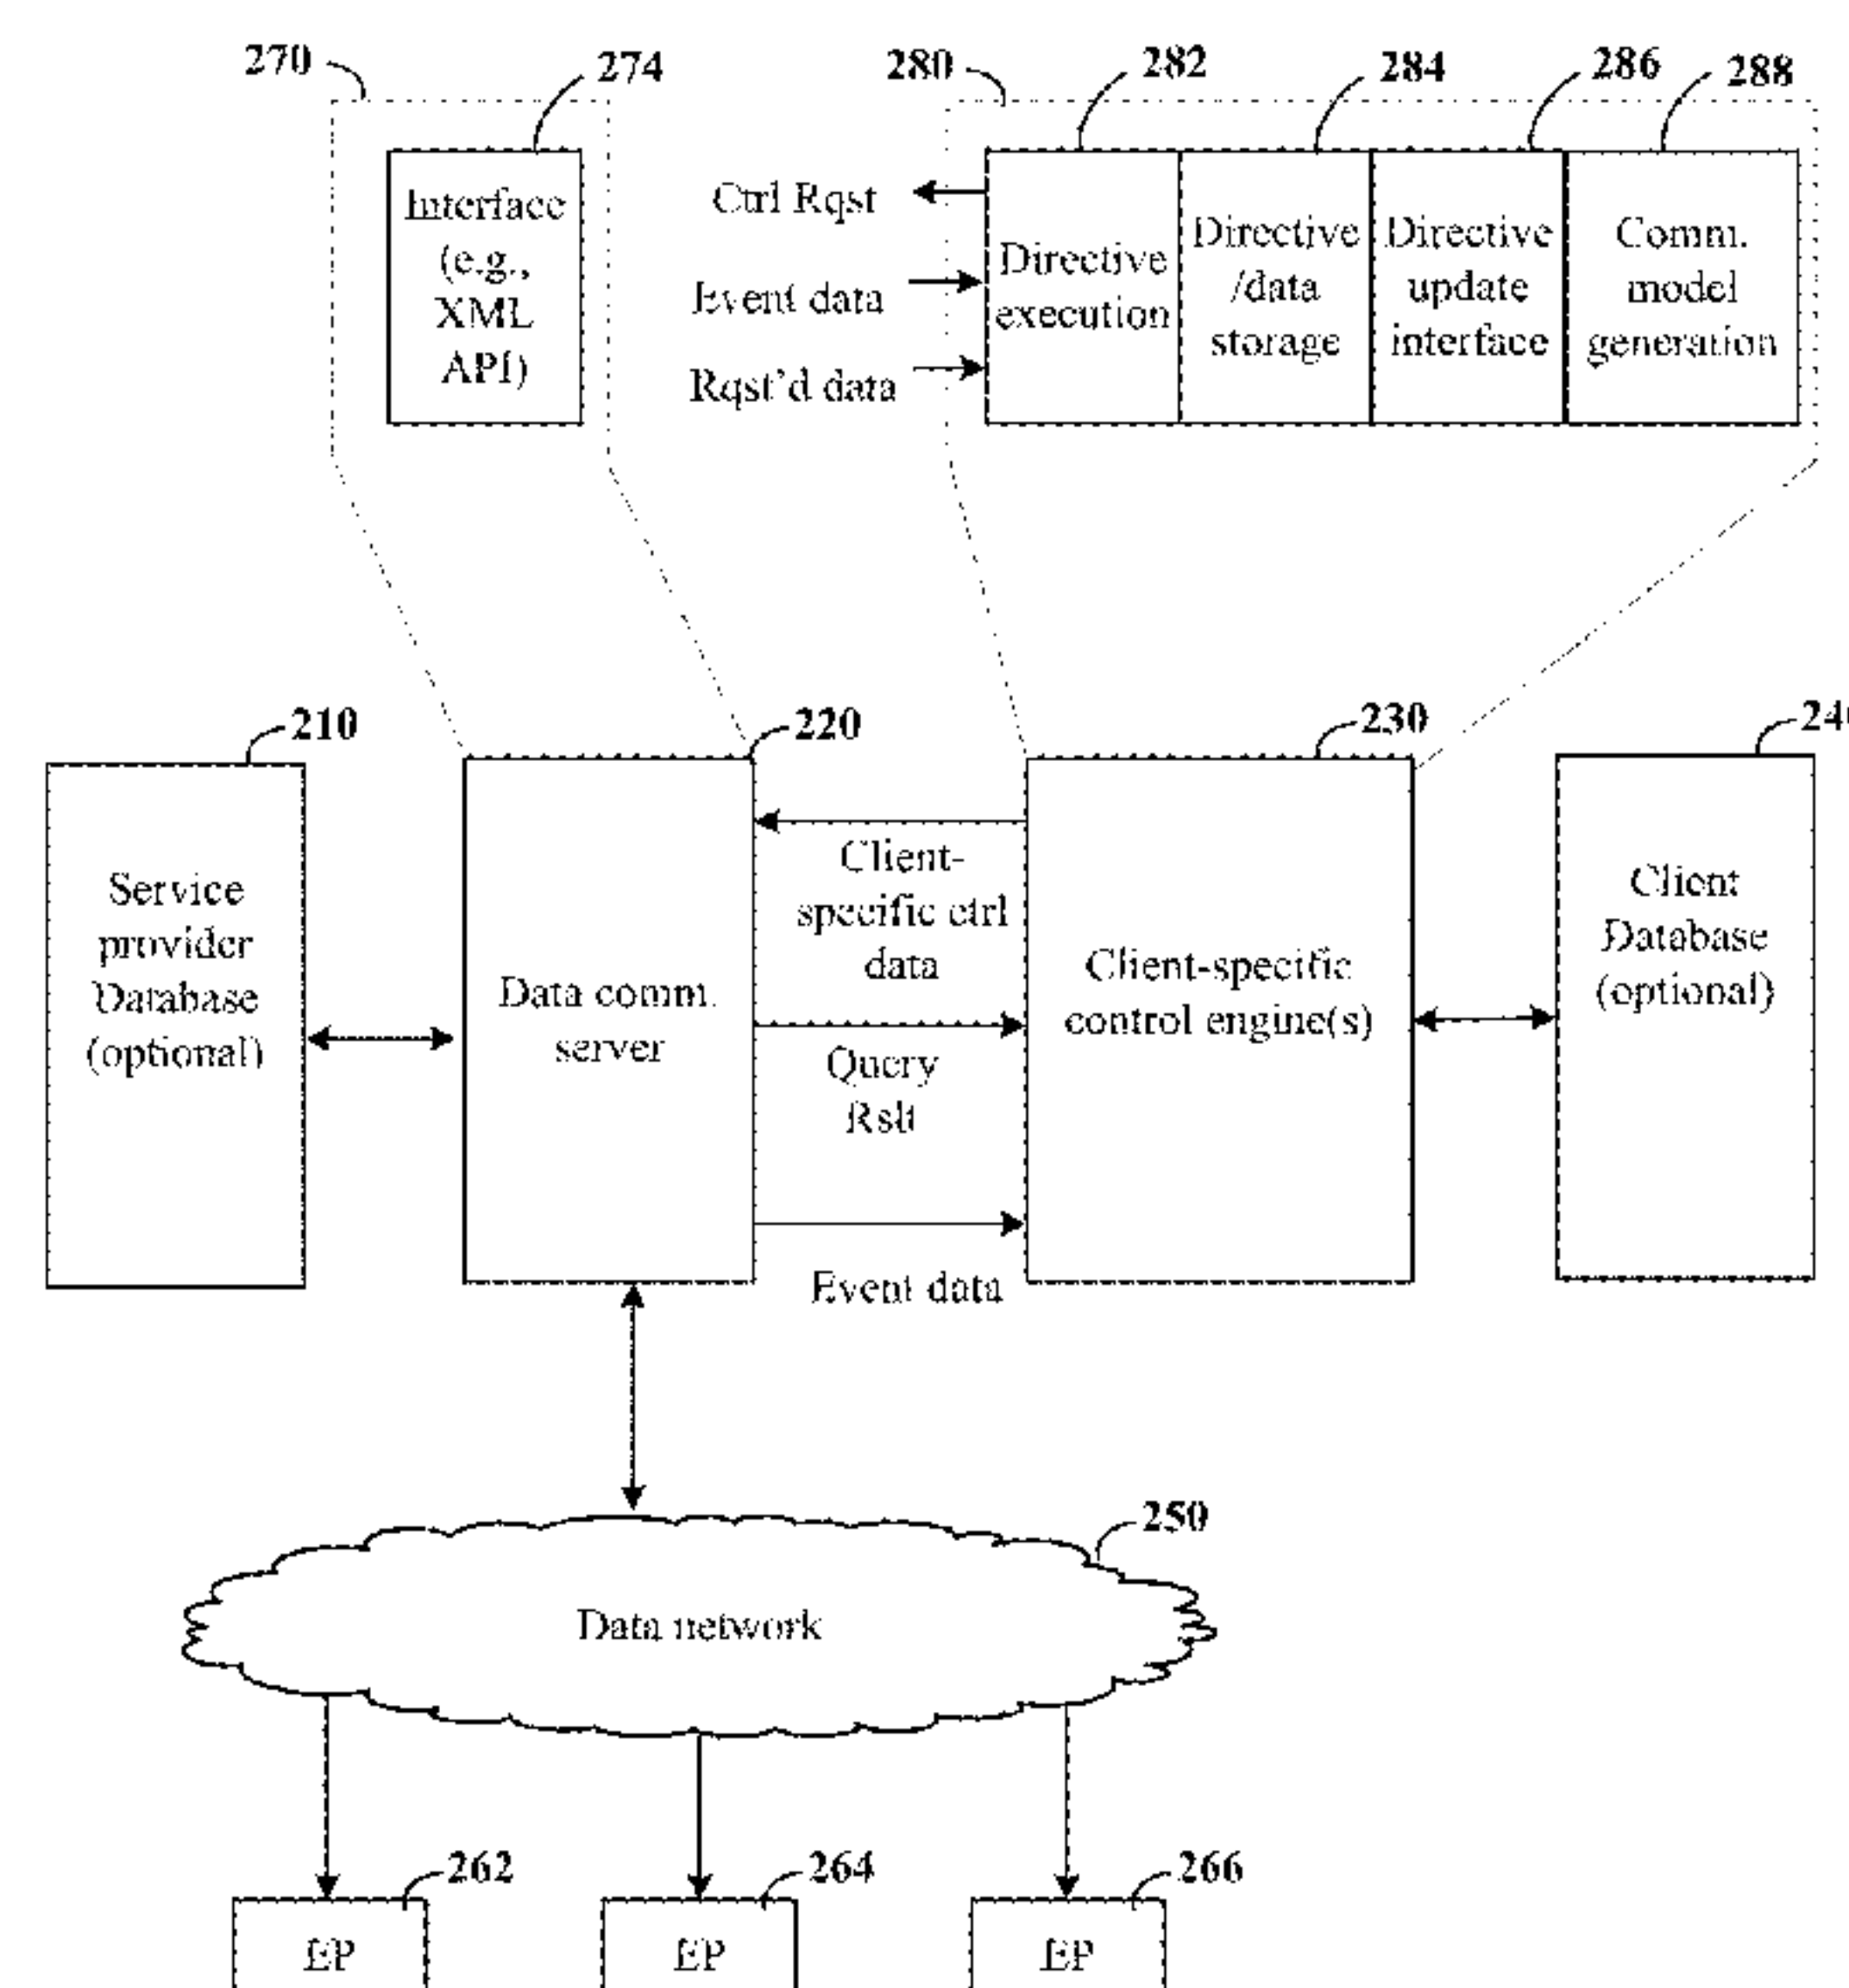 270
274
280
282
284
286
288
Interface
(e.g.,
XML
API)
Ctrl Rqst
Event data
Rqst'd data
Directive
execution
Directive
/data
storage
Directive
update
interface
Comm.
model
generation
210
220
230
Service
provider
Database
(optional)
Data comm.
server
Client-
specific ctrl
data
Query
Rslt
Event data
Client-specific
control engine(s)
Client
Database
(optional)
250
Data network
262
264
266
EP
EP
EP